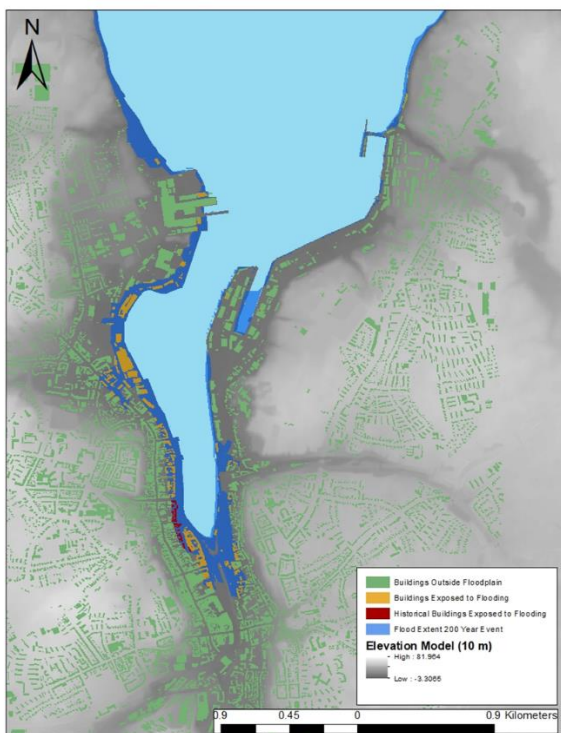 N
Buildings Outside Floodplain
Buildings Exposed to Flooding
Historical Buildings Exposed to Flooding
Flood Extent 200 Year Event
Elevation Model (10 m)
High : 81.964
Low : -3.3065
0.9 0.45 0 0.9 Kilometers